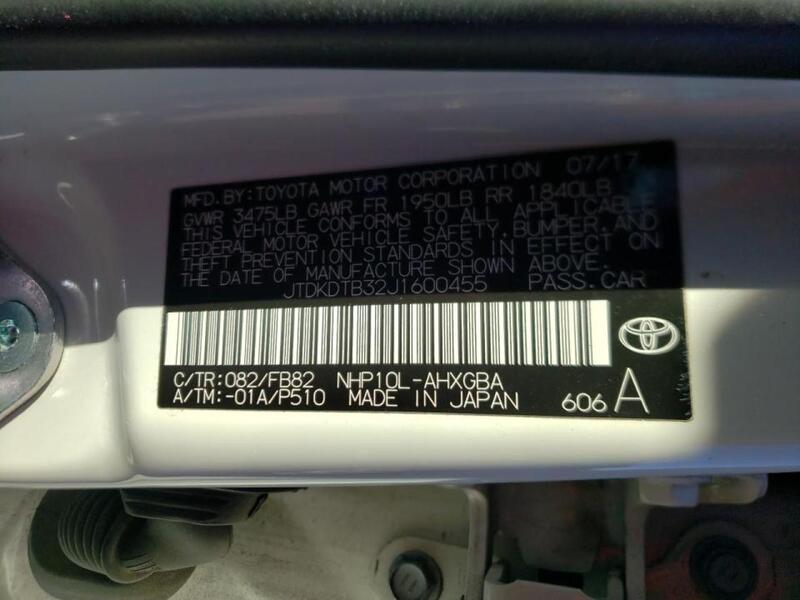 MFD.BY:TOYOTA MOTOR CORPORATION 07/17
GVWR 3475LB GAWR FR 1950LB RR 1840LB
THIS VEHICLE CONFORMS TO ALL APPLICABLE
FEDERAL MOTOR VEHICLE SAFETY,BUMPER,AND
THEFT PREVENTION STANDARDS IN EFFECT ON
THE DATE OF MANUFACTURE SHOWN ABOVE.
JTDKDTB32J1600455 PASS.CAR
C/TR:082/FB82 NHP10L-AHXGBA
A/TM:-01A/P510 MADE IN JAPAN 606 A